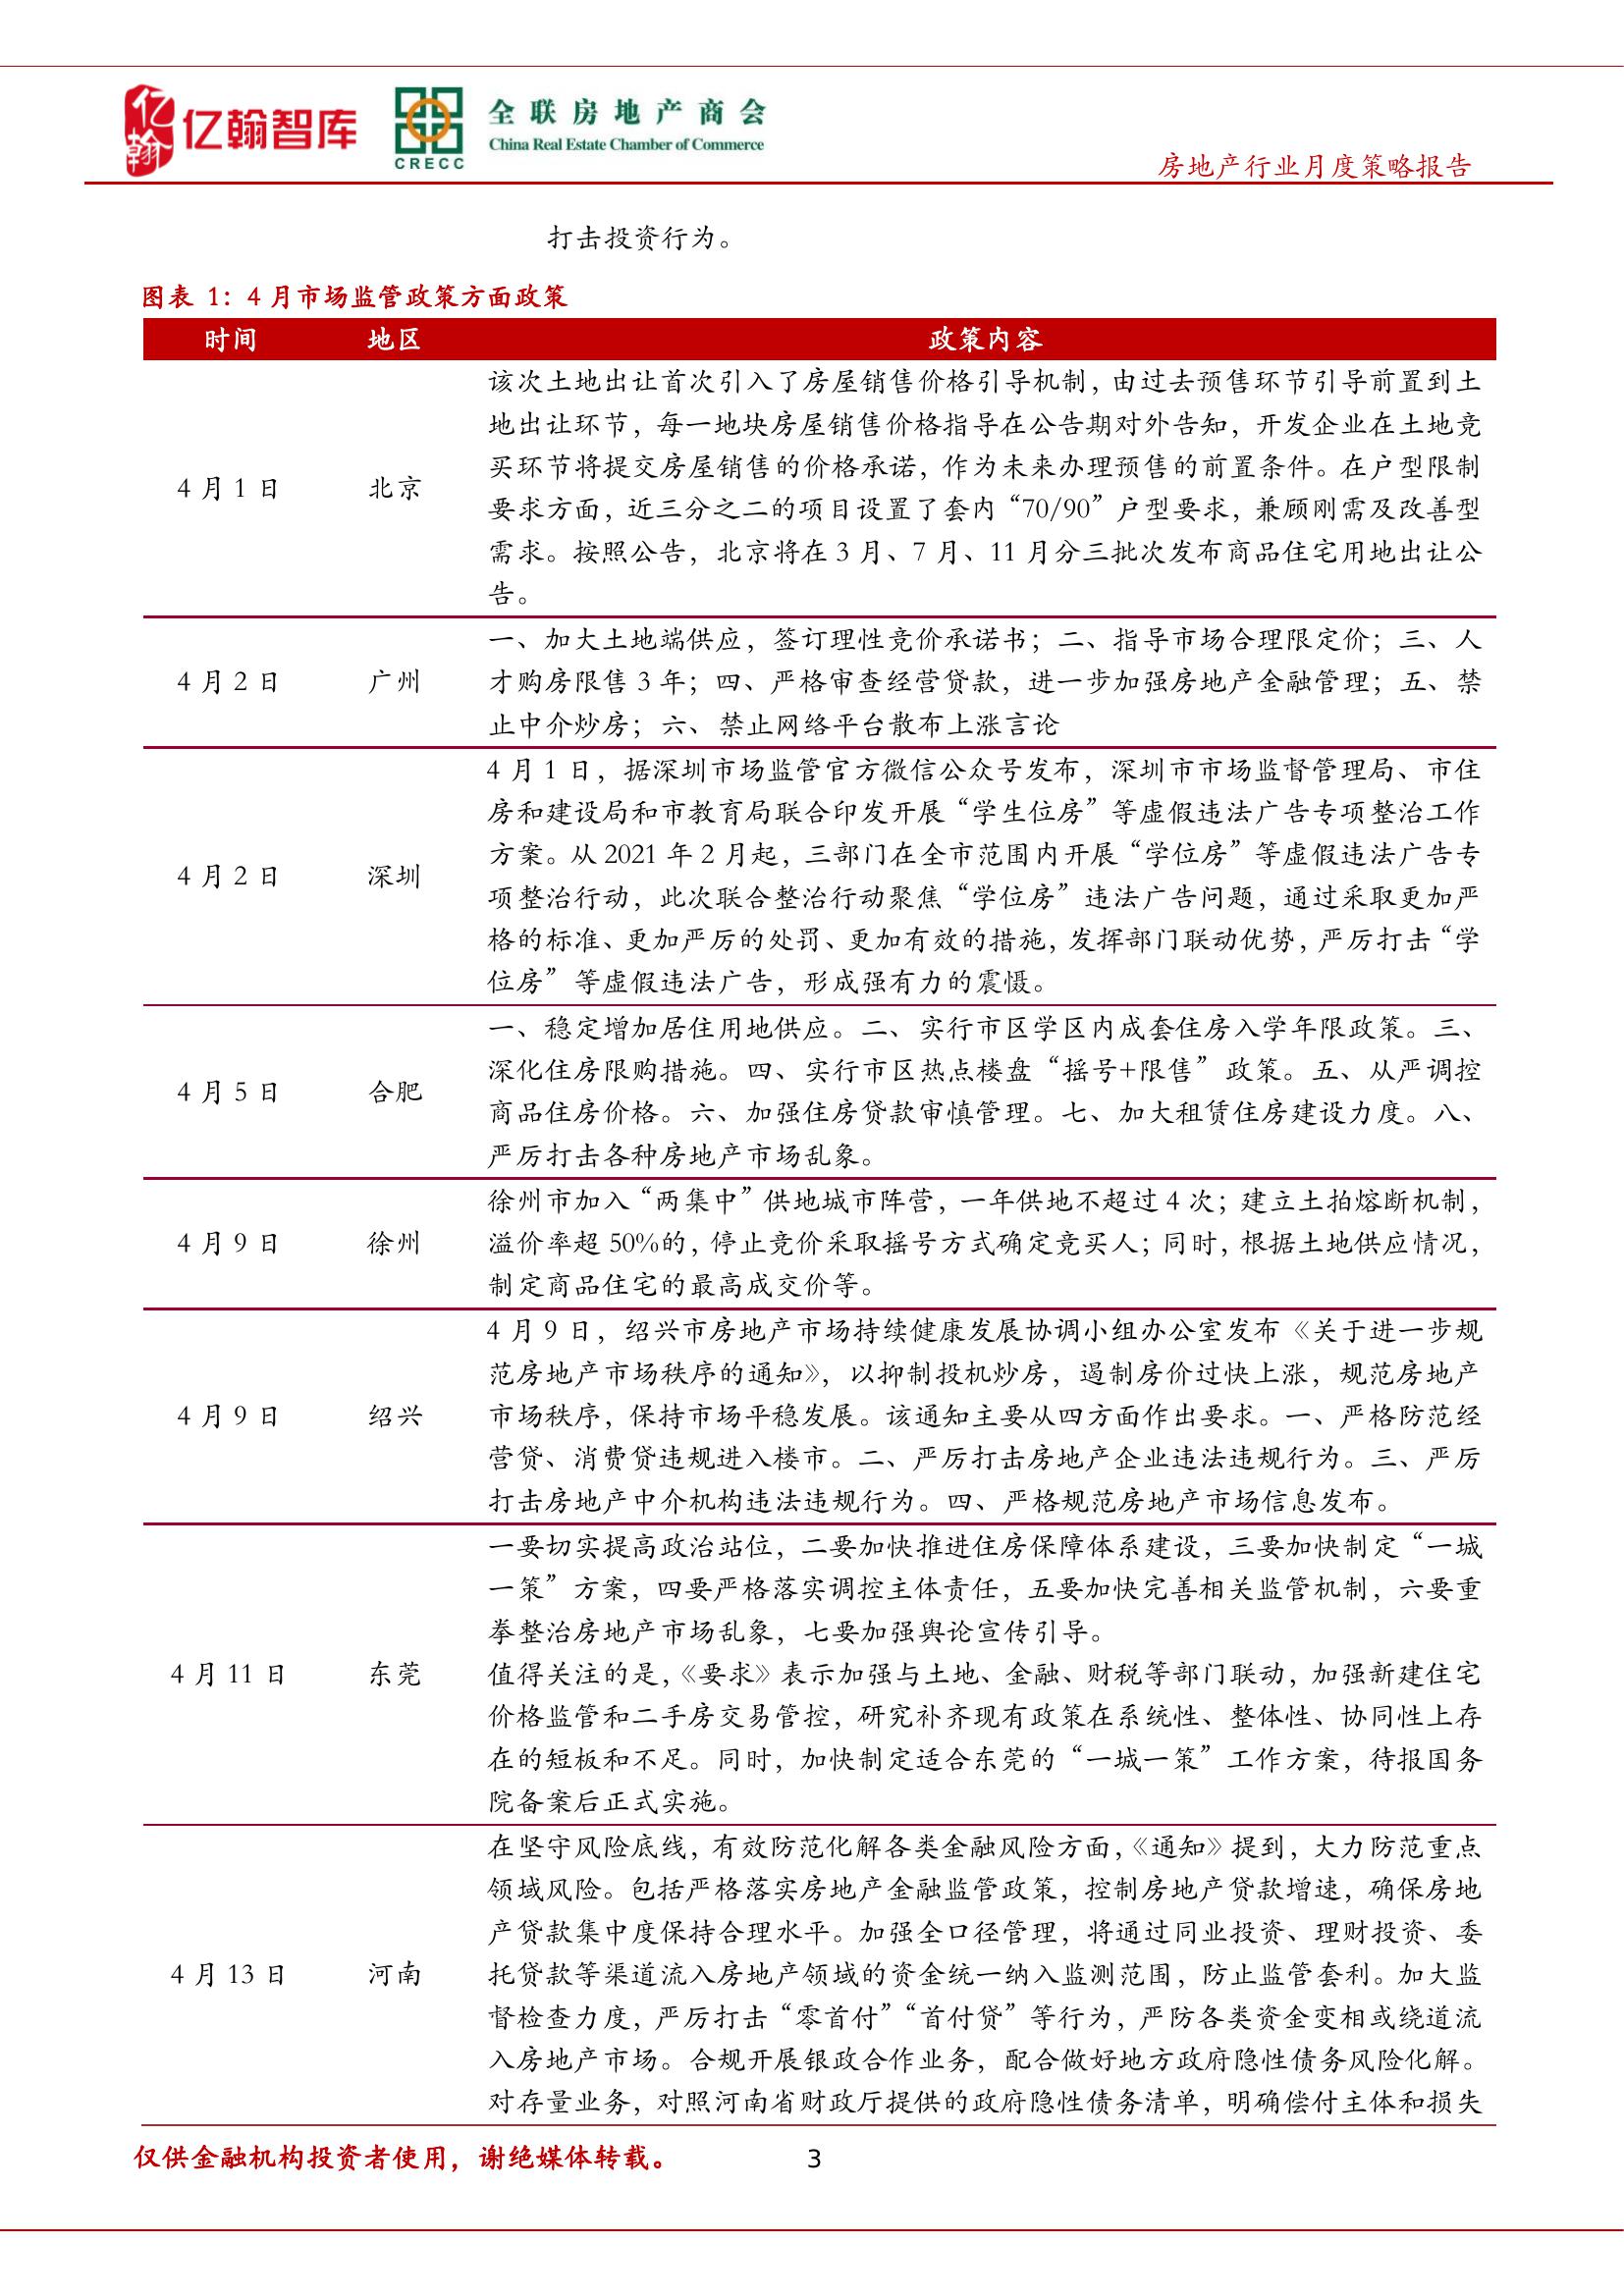 亿翰
亿翰智库
CRECC
全联房地产商会
China Real Estate Chamber of Commerce
房地产行业月度策略报告
打击投资行为。
图表 1：4 月市场监管政策方面政策
时间 地区 政策内容
该次土地出让首次引入了房屋销售价格引导机制，由过去预售环节引导前置到土
地出让环节，每一地块房屋销售价格指导在公告期对外告知，开发企业在土地竞
买环节将提交房屋销售的价格承诺，作为未来办理预售的前置条件。在户型限制
4 月 1 日 北京
要求方面，近三分之二的项目设置了套内“70/90”户型要求，兼顾刚需及改善型
需求。按照公告，北京将在 3 月、7 月、11 月分三批次发布商品住宅用地出让公
告。
一、加大土地端供应，签订理性竞价承诺书；二、指导市场合理限定价；三、人
4 月 2 日 广州 才购房限售 3 年；四、严格审查经营贷款，进一步加强房地产金融管理；五、禁
止中介炒房；六、禁止网络平台散布上涨言论
4 月 1 日，据深圳市场监管官方微信公众号发布，深圳市市场监督管理局、市住
房和建设局和市教育局联合印发开展“学生位房”等虚假违法广告专项整治工作
方案。从 2021 年 2 月起，三部门在全市范围内开展“学位房”等虚假违法广告专
4 月 2 日 深圳
项整治行动，此次联合整治行动聚焦“学位房”违法广告问题，通过采取更加严
格的标准、更加严厉的处罚、更加有效的措施，发挥部门联动优势，严厉打击“学
位房”等虚假违法广告，形成强有力的震慑。
一、稳定增加居住用地供应。二、实行市区学区内成套住房入学年限政策。三、
深化住房限购措施。四、实行市区热点楼盘“摇号+限售”政策。五、从严调控
4 月 5 日 合肥
商品住房价格。六、加强住房贷款审慎管理。七、加大租赁住房建设力度。八、
严厉打击各种房地产市场乱象。
徐州市加入“两集中”供地城市阵营，一年供地不超过 4 次；建立土拍熔断机制，
4 月 9 日 徐州 溢价率超 50%的，停止竞价采取摇号方式确定竞买人；同时，根据土地供应情况，
制定商品住宅的最高成交价等。
4 月 9 日，绍兴市房地产市场持续健康发展协调小组办公室发布《关于进一步规
范房地产市场秩序的通知》，以抑制投机炒房，遏制房价过快上涨，规范房地产
4 月 9 日 绍兴 市场秩序，保持市场平稳发展。该通知主要从四方面作出要求。一、严格防范经
营贷、消费贷违规进入楼市。二、严厉打击房地产企业违法违规行为。三、严厉
打击房地产中介机构违法违规行为。四、严格规范房地产市场信息发布。
一要切实提高政治站位，二要加快推进住房保障体系建设，三要加快制定“一城
一策”方案，四要严格落实调控主体责任，五要加快完善相关监管机制，六要重
拳整治房地产市场乱象，七要加强舆论宣传引导。
4 月 11 日 东莞 值得关注的是，《要求》表示加强与土地、金融、财税等部门联动，加强新建住宅
价格监管和二手房交易管控，研究补齐现有政策在系统性、整体性、协同性上存
在的短板和不足。同时，加快制定适合东莞的“一城一策”工作方案，待报国务
院备案后正式实施。
在坚守风险底线，有效防范化解各类金融风险方面，《通知》提到，大力防范重点
领域风险。包括严格落实房地产金融监管政策，控制房地产贷款增速，确保房地
产贷款集中度保持合理水平。加强全口径管理，将通过同业投资、理财投资、委
4 月 13 日 河南 托贷款等渠道流入房地产领域的资金统一纳入监测范围，防止监管套利。加大监
督检查力度，严厉打击“零首付”“首付贷”等行为，严防各类资金变相或绕道流
入房地产市场。合规开展银政合作业务，配合做好地方政府隐性债务风险化解。
对存量业务，对照河南省财政厅提供的政府隐性债务清单，明确偿付主体和损失
仅供金融机构投资者使用，谢绝媒体转载。 3